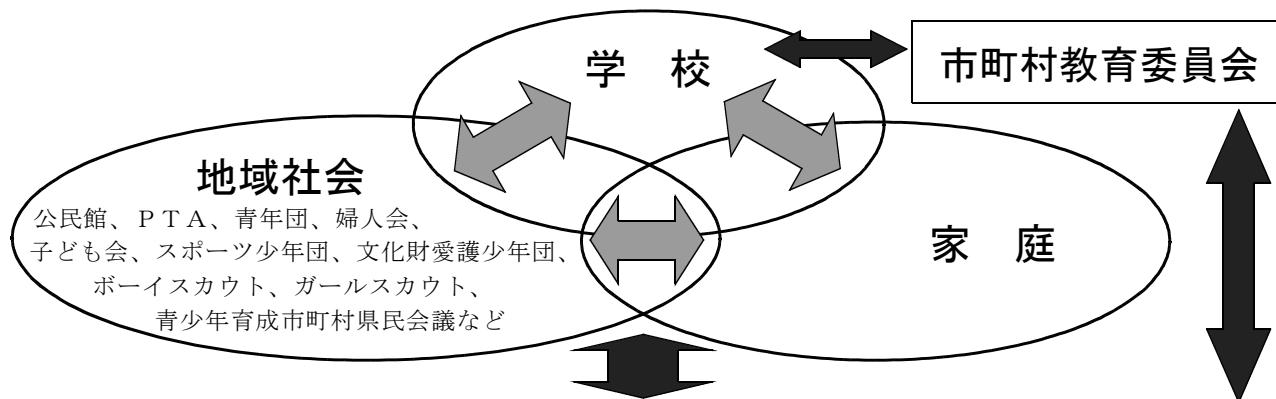 学　校
市町村教育委員会
地域社会
公民館、ＰＴＡ、青年団、婦人会、
子ども会、スポーツ少年団、文化財愛護少年団、
ボーイスカウト、ガールスカウト、
青少年育成市町村県民会議など
家　庭